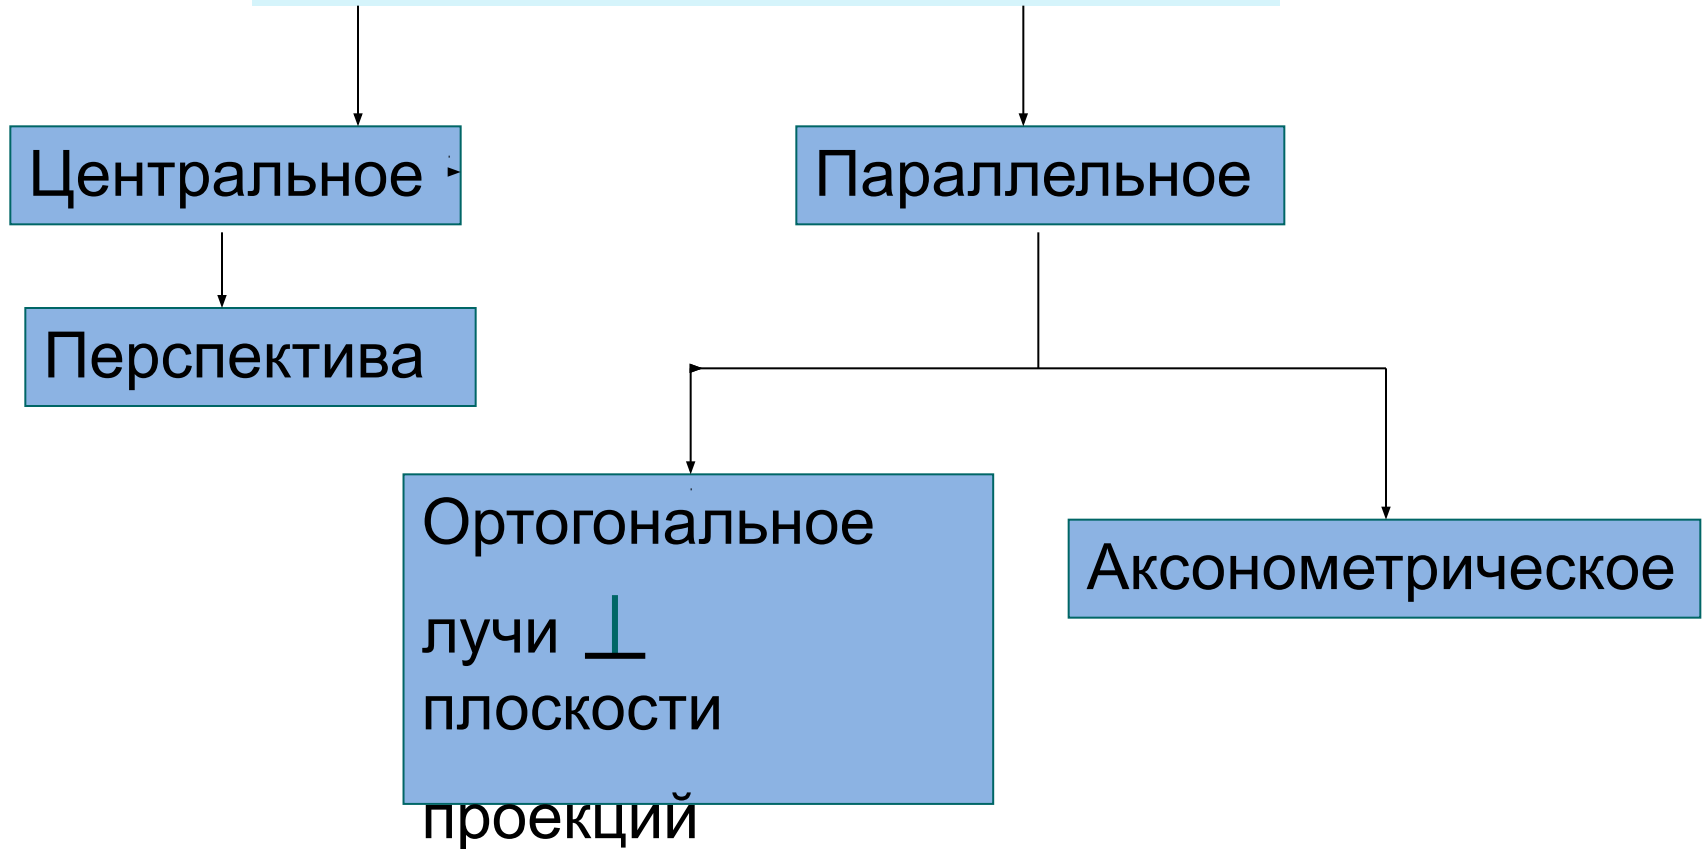 Центральное
Параллельное
Перспектива
Ортогональное
лучи ⊥
плоскости
проекций
Аксонометрическое